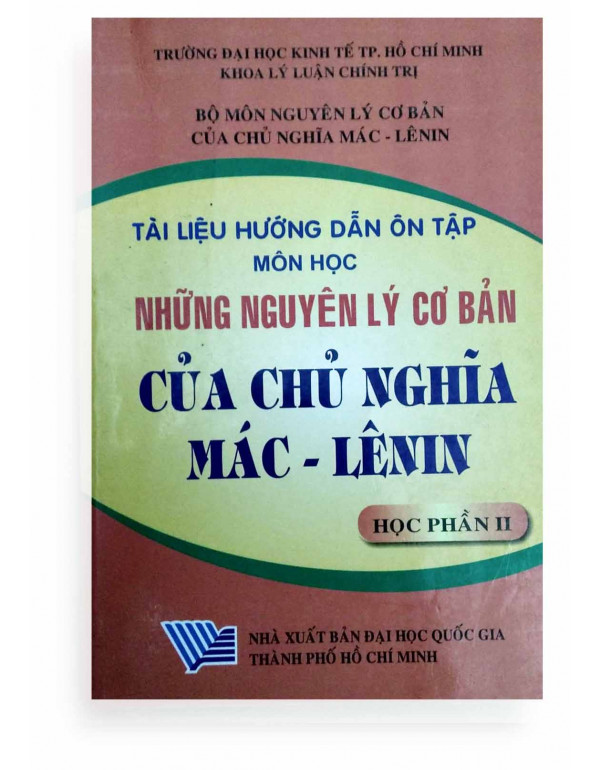 TRƯỜNG ĐẠI HỌC KINH TẾ TP. HỒ CHÍ MINH
KHOA LÝ LUẬN CHÍNH TRỊ
BỘ MÔN NGUYÊN LÝ CƠ BẢN
CỦA CHỦ NGHĨA MÁC - LÊNIN
TÀI LIỆU HƯỚNG DẪN ÔN TẬP
MÔN HỌC
NHỮNG NGUYÊN LÝ CƠ BẢN
CỦA CHỦ NGHĨA
MÁC - LÊNIN
HỌC PHẦN II
NHÀ XUẤT BẢN ĐẠI HỌC QUỐC GIA
THÀNH PHỐ HỒ CHÍ MINH